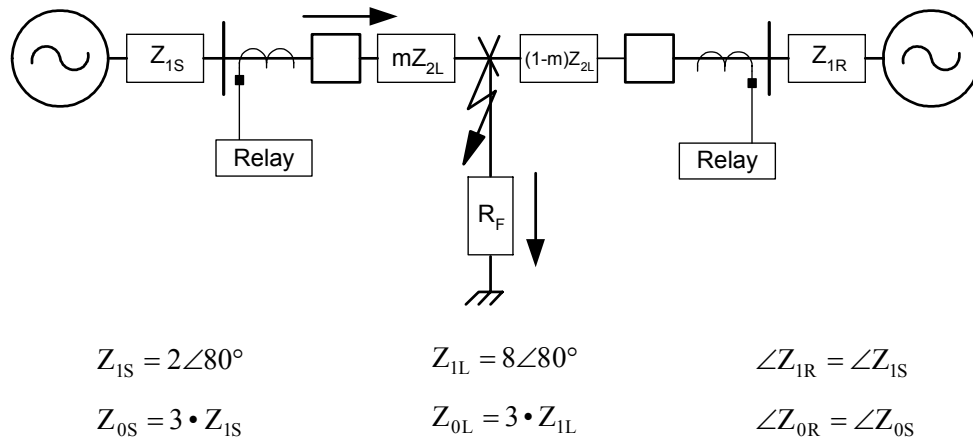 Z₁S mZ₂L (1-m)Z₂L Z₁R
Relay Relay
R_F
Z₁S = 2∠80° Z₁L = 8∠80° ∠Z₁R = ∠Z₁S
Z₀S = 3 • Z₁S Z₀L = 3 • Z₁L ∠Z₀R = ∠Z₀S